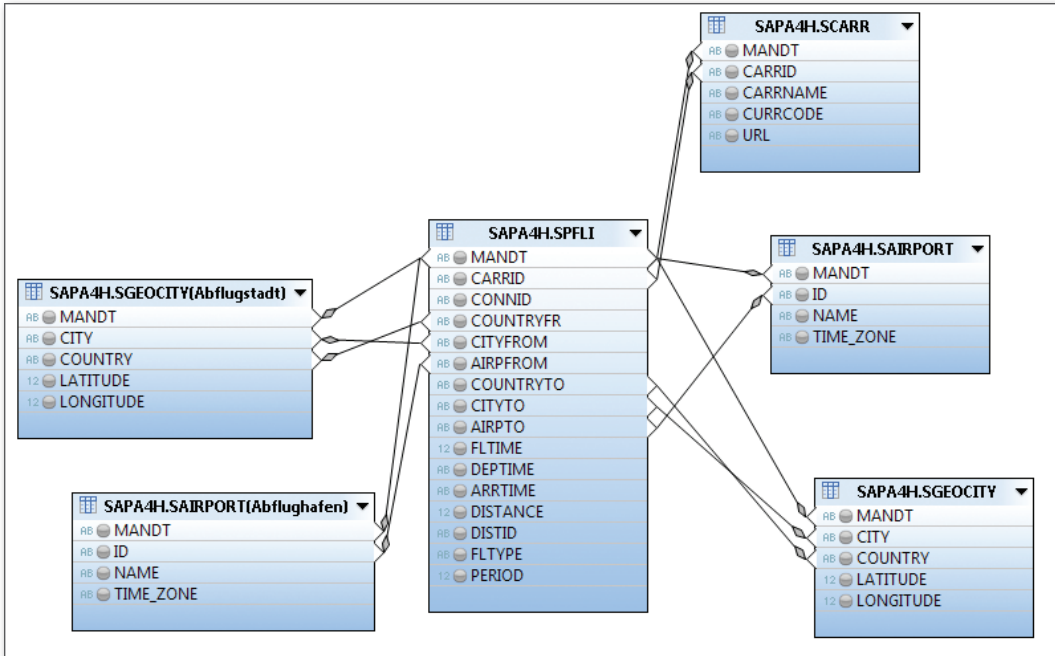 SAPA4H.SCARR
AB MANDT
AB CARRID
AB CARRNAME
AB CURRCODE
AB URL
SAPA4H.SPFLI
AB MANDT
AB CARRID
AB CONNID
AB COUNTRYFR
AB CITYFROM
AB AIRPFROM
AB COUNTRYTO
AB CITYTO
AB AIRPTO
12 FLTIME
AB DEPTIME
AB ARRTIME
12 DISTANCE
AB DISTID
AB FLTYPE
12 PERIOD
SAPA4H.SAIRPORT
AB MANDT
AB ID
AB NAME
AB TIME_ZONE
SAPA4H.SGEOCITY(Abflugstadt)
AB MANDT
AB CITY
AB COUNTRY
12 LATITUDE
12 LONGITUDE
SAPA4H.SAIRPORT(Abflughafen)
AB MANDT
AB ID
AB NAME
AB TIME_ZONE
SAPA4H.SGEOCITY
AB MANDT
AB CITY
AB COUNTRY
12 LATITUDE
12 LONGITUDE